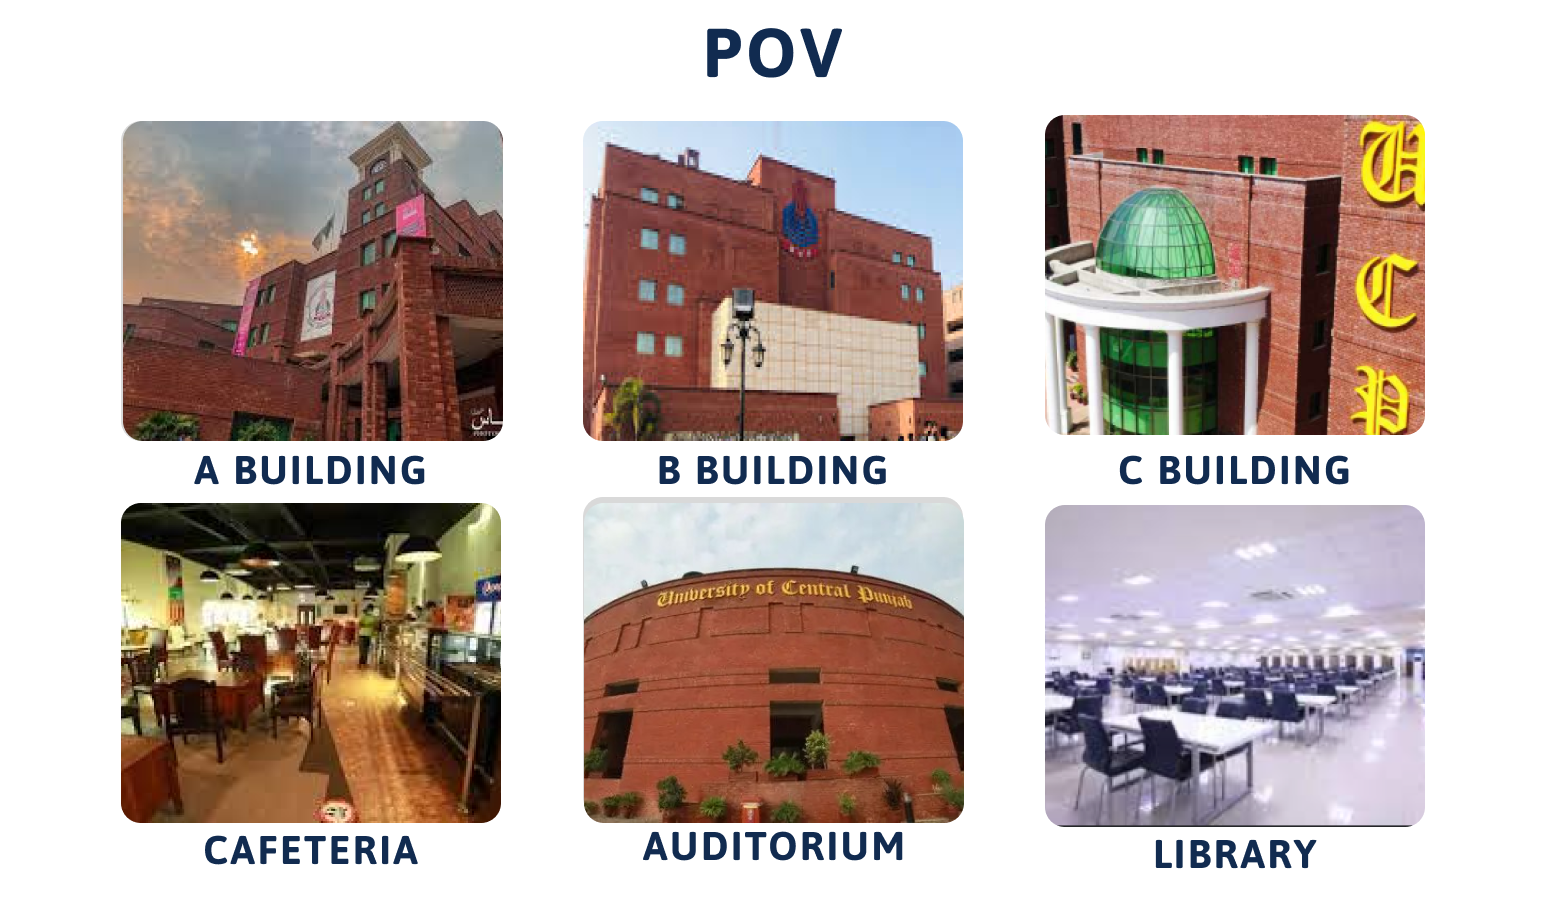 POV
U
C
P
A BUILDING
B BUILDING
C BUILDING
University of Central Punjab
CAFETERIA
AUDITORIUM
LIBRARY